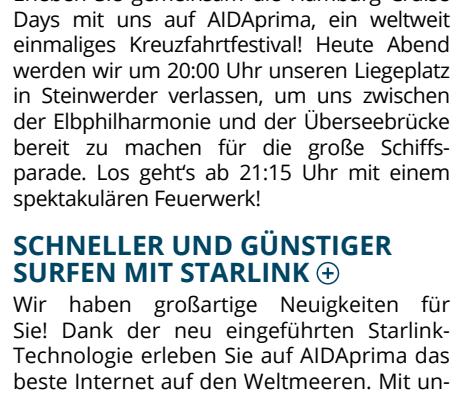 Erleben Sie gemeinsam die Hamburg Cruise
Days mit uns auf AIDAprima, ein weltweit
einmaliges Kreuzfahrtfestival! Heute Abend
werden wir um 20:00 Uhr unseren Liegeplatz
in Steinwerder verlassen, um uns zwischen
der Elbphilharmonie und der Überseebrücke
bereit zu machen für die große Schiffs-
parade. Los geht‘s ab 21:15 Uhr mit einem
spektakulären Feuerwerk!
SCHNELLER UND GÜNSTIGER
SURFEN MIT STARLINK ⊕
Wir haben großartige Neuigkeiten für
Sie! Dank der neu eingeführten Starlink-
Technologie erleben Sie auf AIDAprima das
beste Internet auf den Weltmeeren. Mit un-